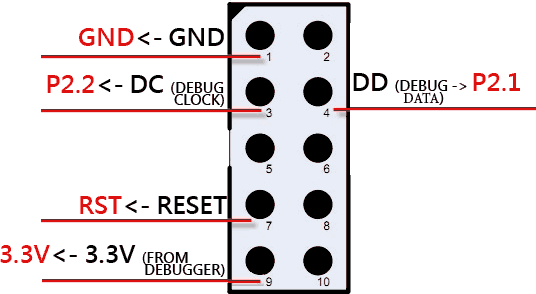 GND<- GND
1 2
P2.2<- DC (DEBUG CLOCK)
DD (DEBUG -> P2.1
DATA)
3 4
5 6
RST<- RESET
7 8
3.3V<- 3.3V (FROM DEBUGGER)
9 10